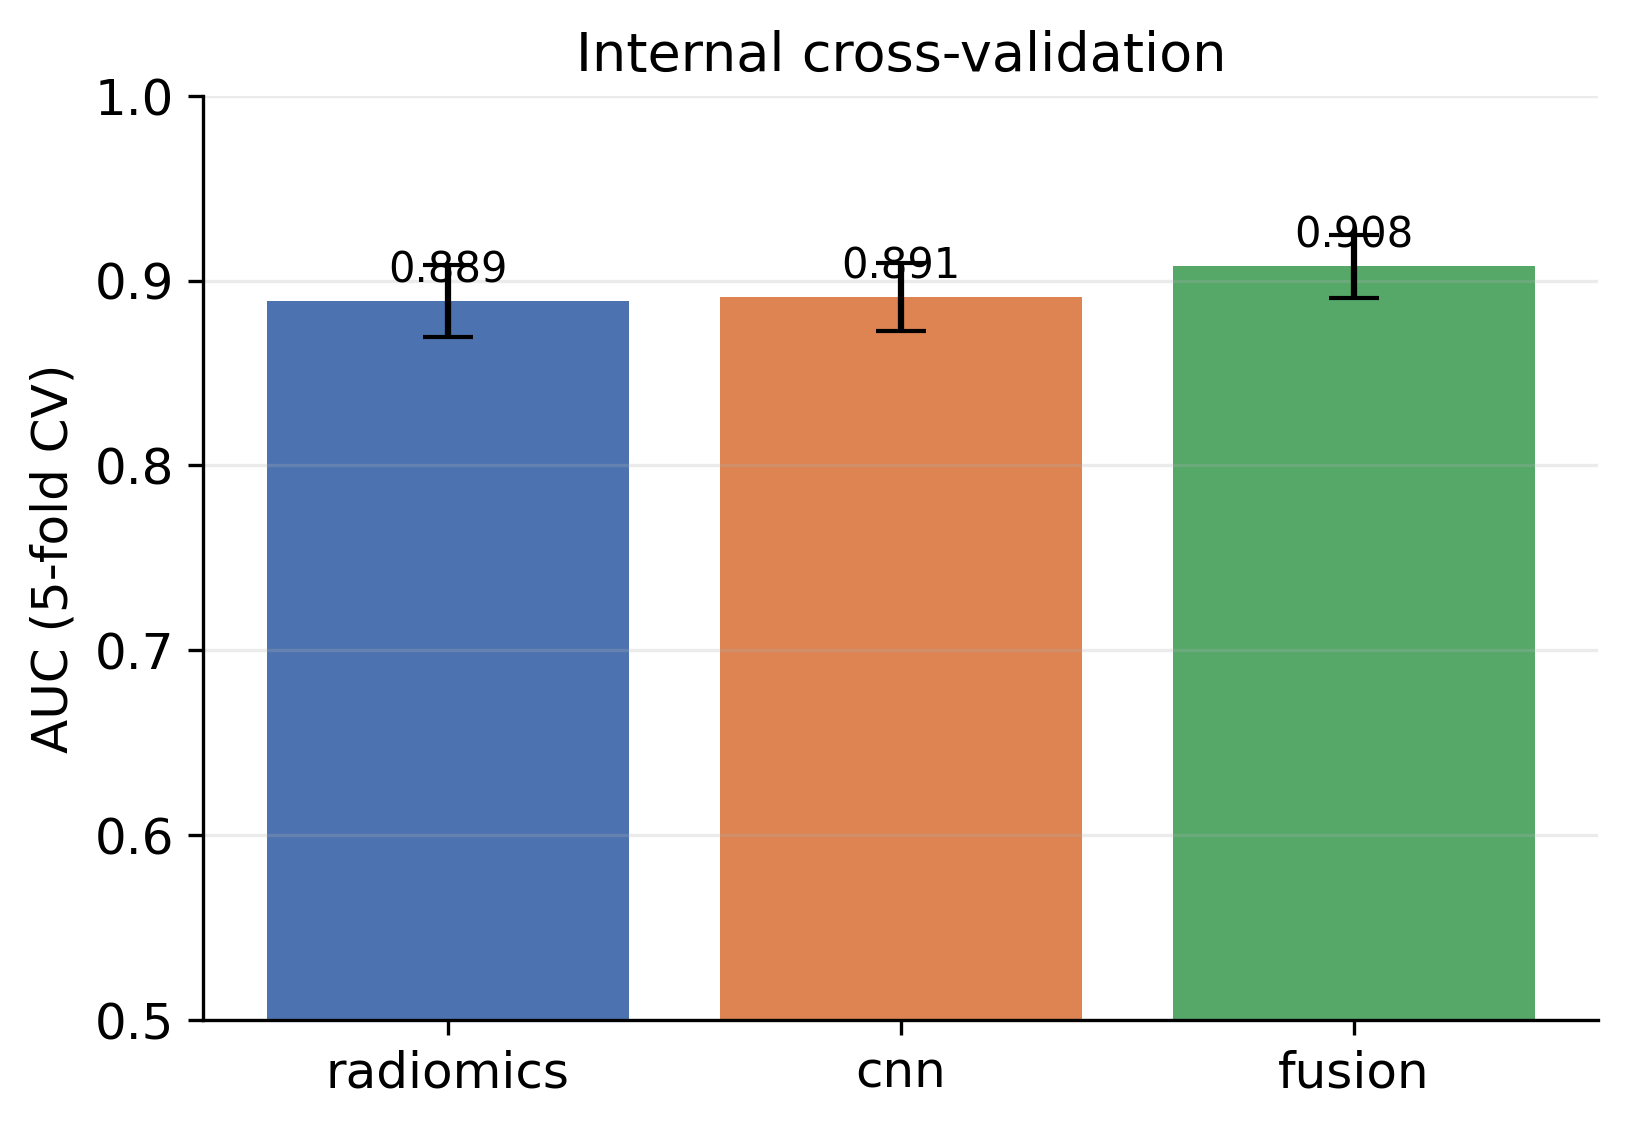 Internal cross-validation
AUC (5-fold CV)
1.0
0.9
0.8
0.7
0.6
0.5
0.889
0.891
0.908
radiomics
cnn
fusion